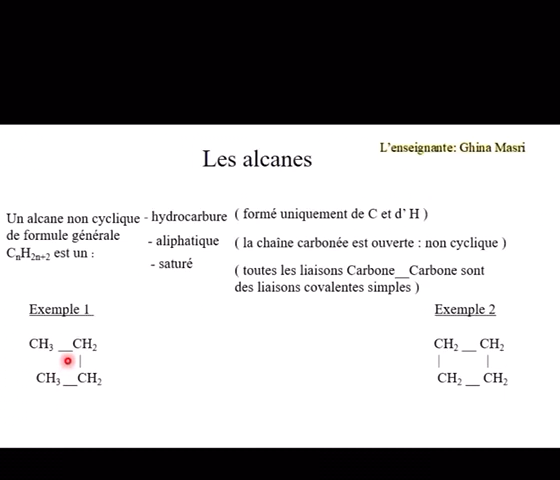 L'enseignante: Ghina Masri
Les alcanes
Un alcane non cyclique - hydrocarbure ( formé uniquement de C et d' H )
de formule générale - aliphatique ( la chaîne carbonée est ouverte : non cyclique )
CₙH₂ₙ₊₂ est un : - saturé ( toutes les liaisons Carbone__Carbone sont
des liaisons covalentes simples )
Exemple 1 Exemple 2
CH₃ __CH₂ CH₂ __ CH₂
| | |
CH₃ __CH₂ CH₂ __ CH₂